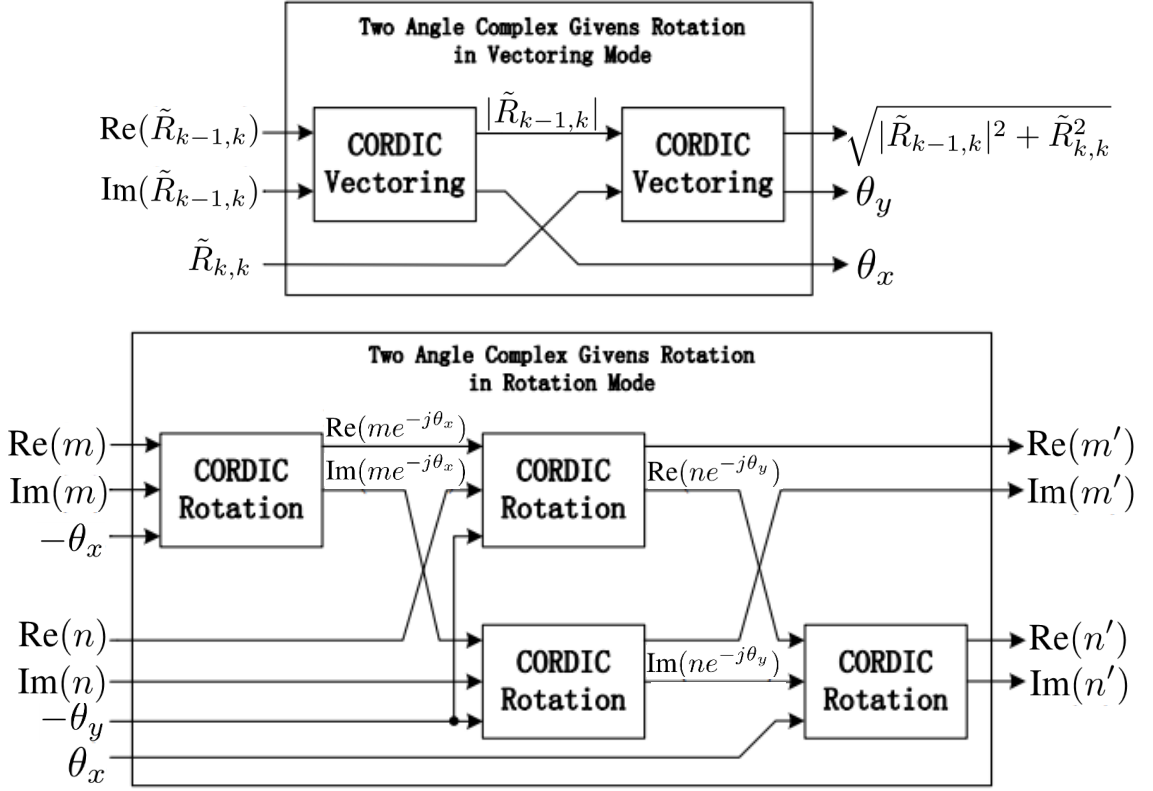 Two Angle Complex Givens Rotation
in Vectoring Mode
Re(R̃_{k−1,k})
Im(R̃_{k−1,k})
R̃_{k,k}
CORDIC
Vectoring
|R̃_{k−1,k}|
CORDIC
Vectoring
√(|R̃_{k−1,k}|² + R̃²_{k,k})
θ_y
θ_x
Two Angle Complex Givens Rotation
in Rotation Mode
Re(m)
Im(m)
−θ_x
CORDIC
Rotation
Re(me^{−jθ_x})
Im(me^{−jθ_x})
CORDIC
Rotation
Re(ne^{−jθ_y})
Re(m′)
Im(m′)
Re(n)
Im(n)
−θ_y
θ_x
CORDIC
Rotation
Im(ne^{−jθ_y})
CORDIC
Rotation
Re(n′)
Im(n′)